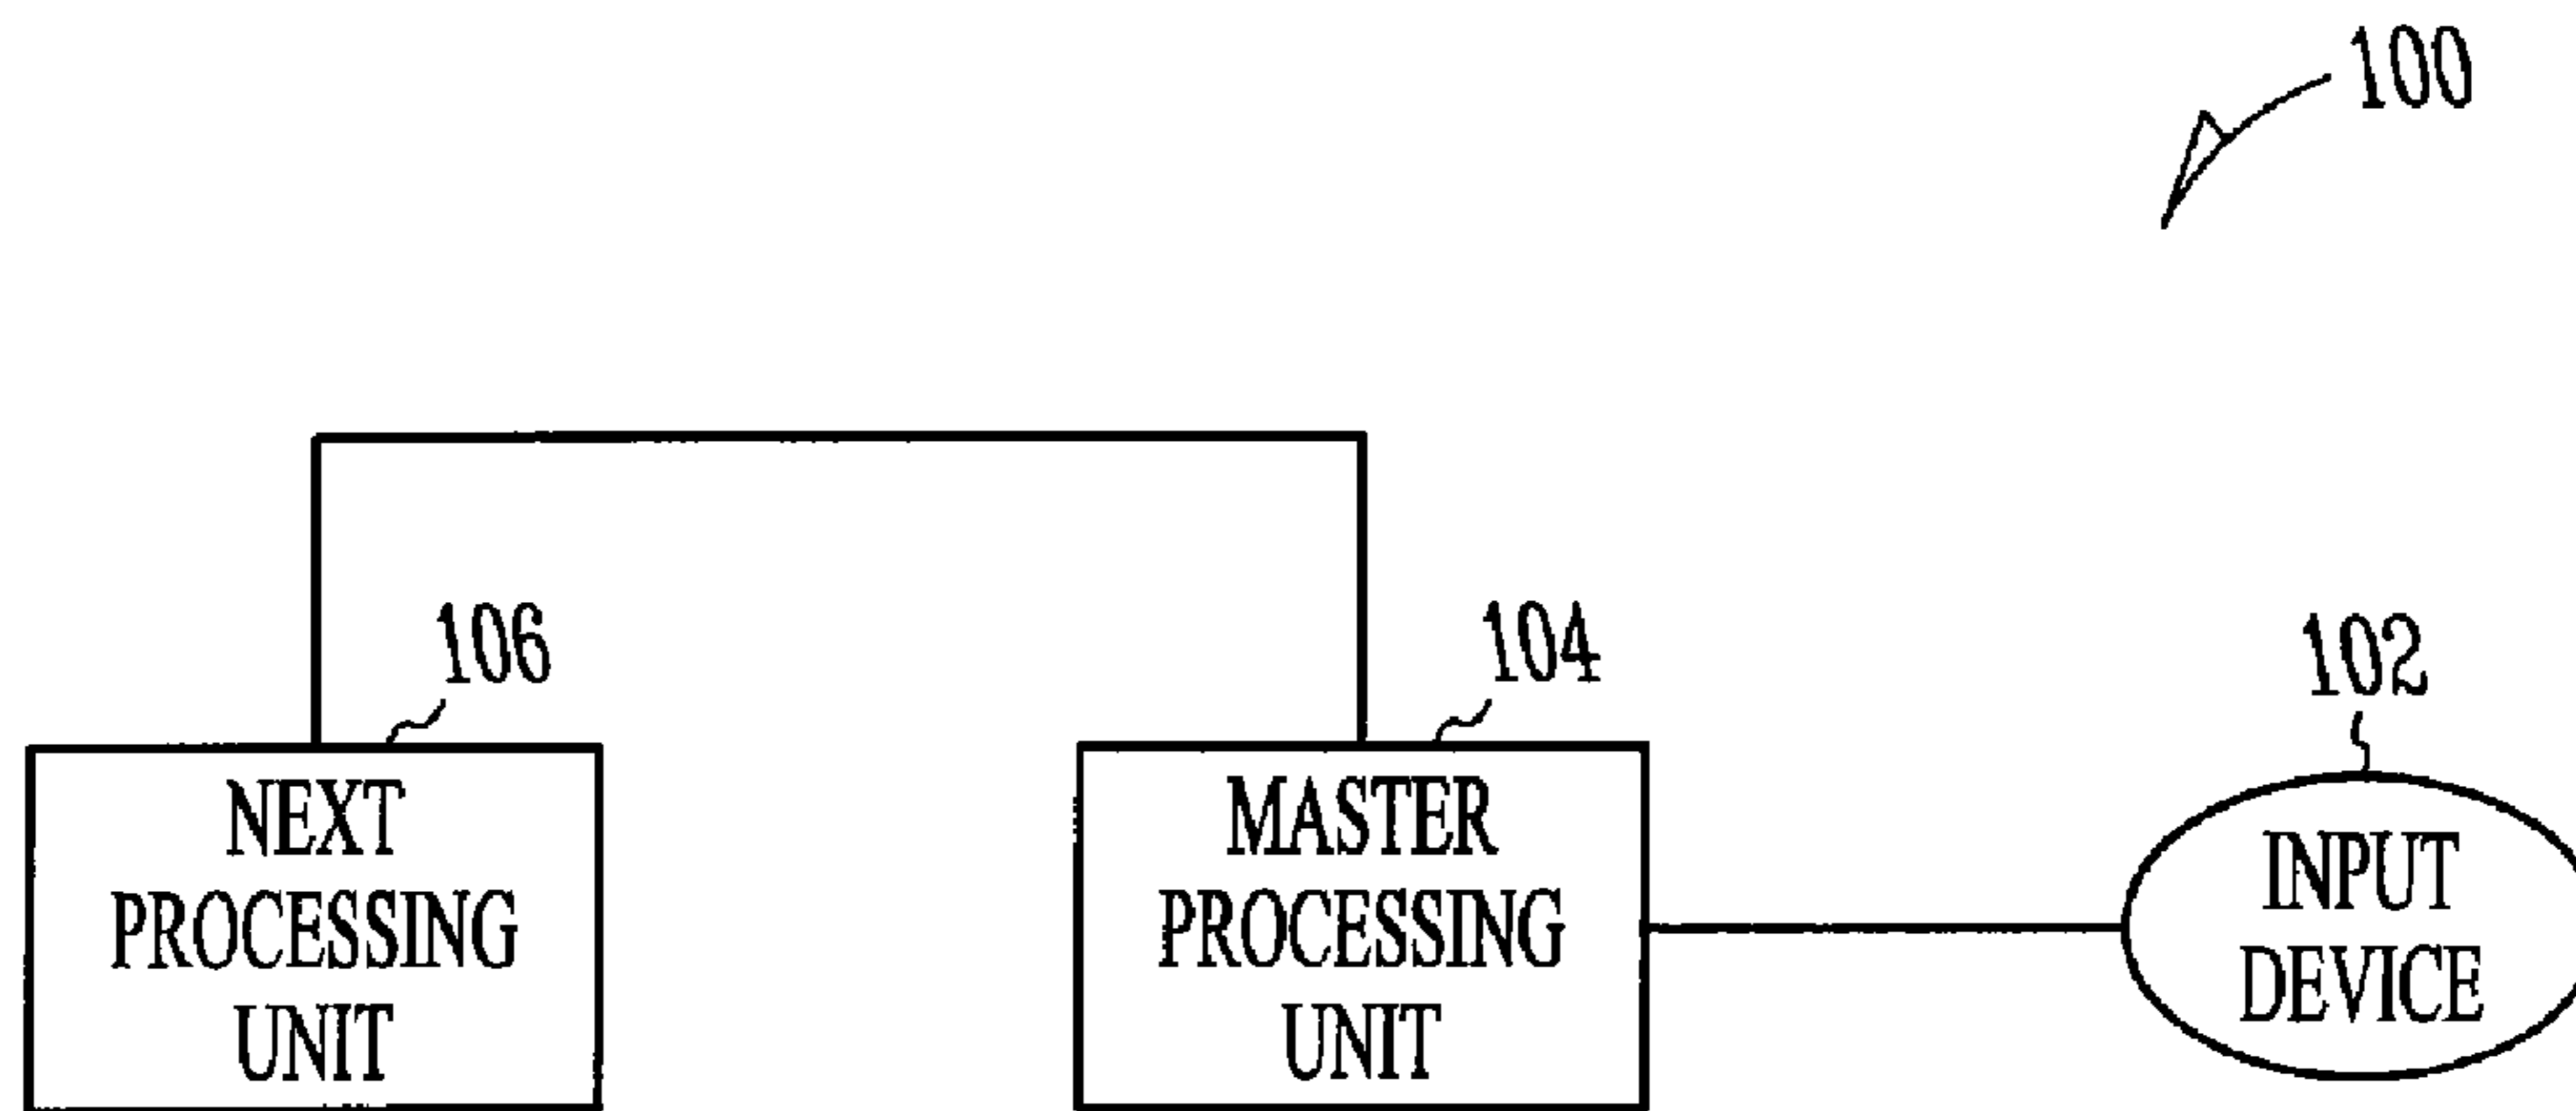 100
106
104
102
NEXT
PROCESSING
UNIT
MASTER
PROCESSING
UNIT
INPUT
DEVICE